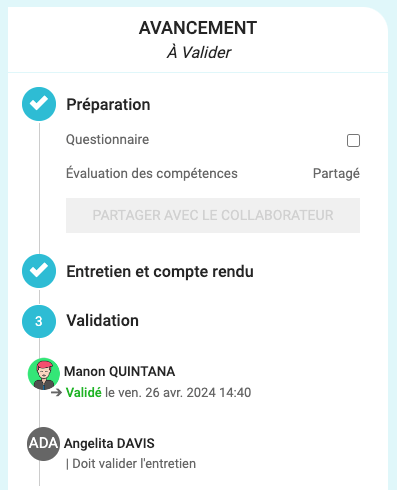 AVANCEMENT
À Valider
Préparation
Questionnaire
Évaluation des compétences Partagé
PARTAGER AVEC LE COLLABORATEUR
Entretien et compte rendu
3 Validation
Manon QUINTANA
➔ Validé le ven. 26 avr. 2024 14:40
ADA Angelita DAVIS
| Doit valider l'entretien